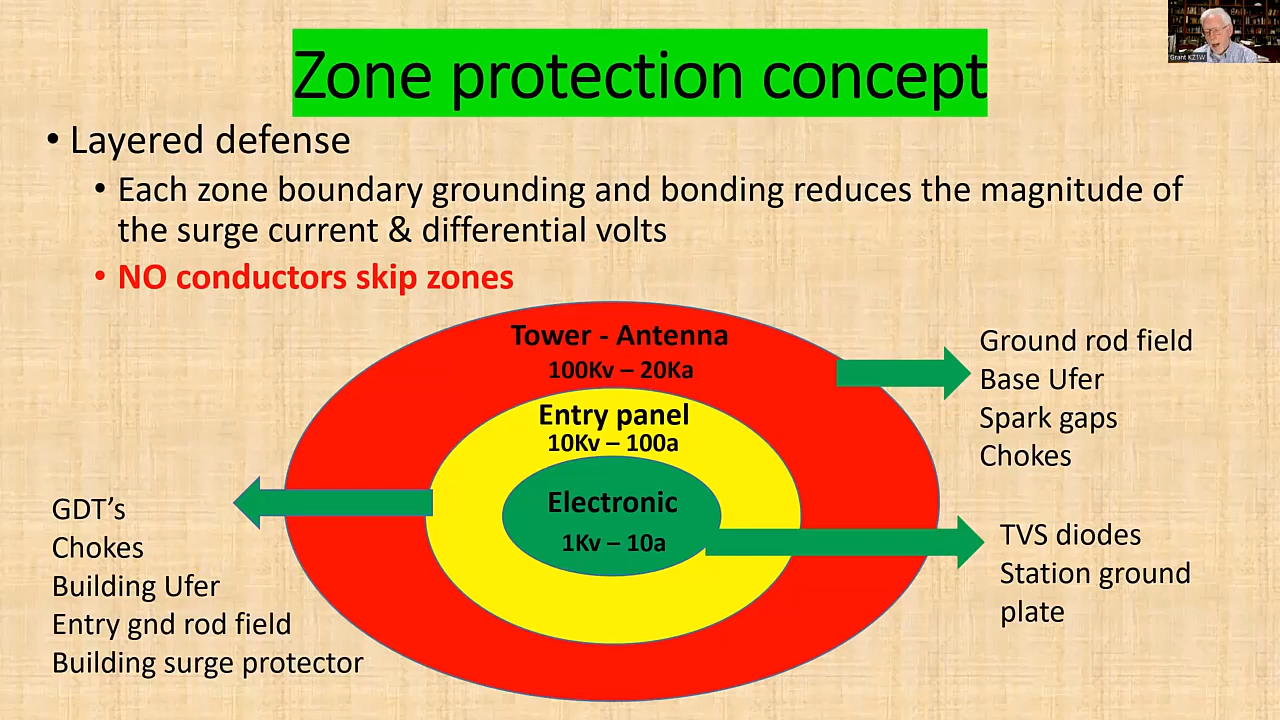 Zone protection concept
Grant KZ1W
• Layered defense
• Each zone boundary grounding and bonding reduces the magnitude of
the surge current & differential volts
• NO conductors skip zones
Tower - Antenna
100Kv – 20Ka
Entry panel
10Kv – 100a
Electronic
1Kv – 10a
Ground rod field
Base Ufer
Spark gaps
Chokes
GDT's
Chokes
Building Ufer
Entry gnd rod field
Building surge protector
TVS diodes
Station ground
plate